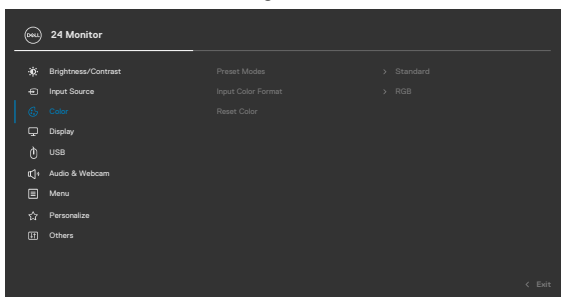 DELL 24 Monitor
Brightness/Contrast Preset Modes > Standard
Input Source Input Color Format > RGB
Color Reset Color
Display
USB
Audio & Webcam
Menu
Personalize
Others
< Exit